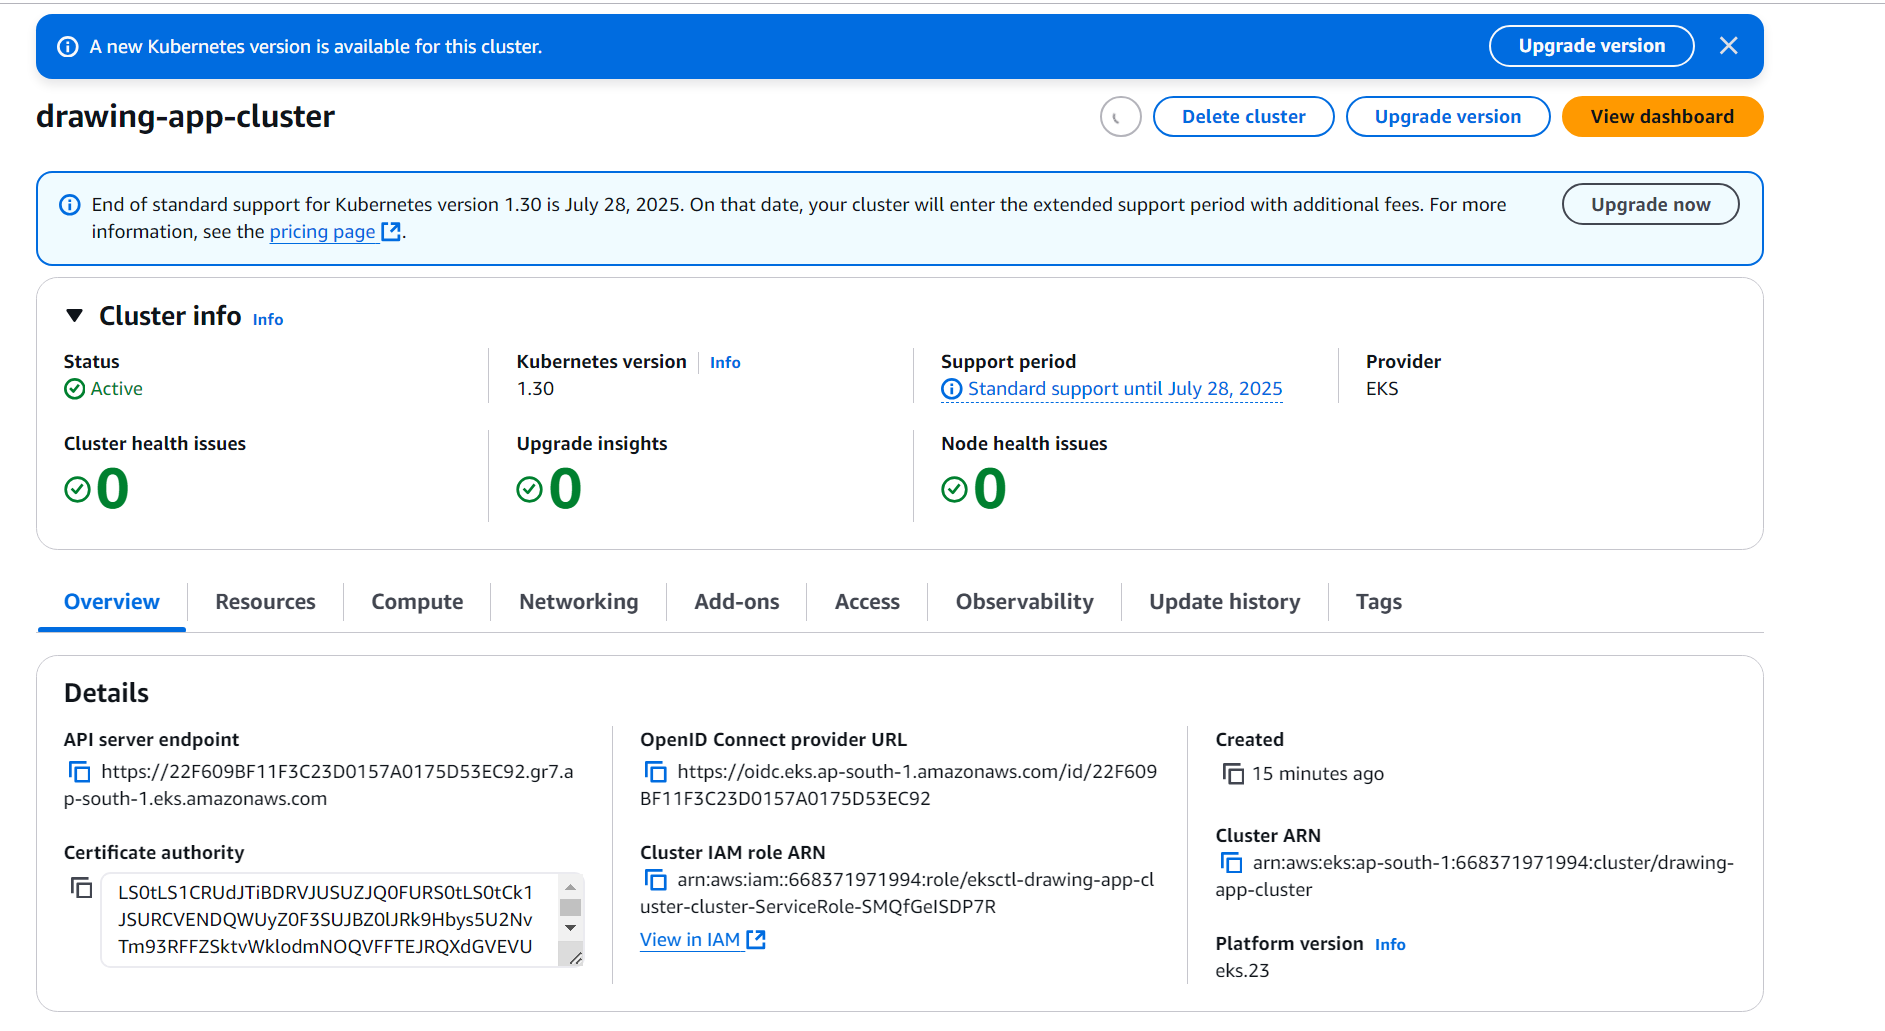 A new Kubernetes version is available for this cluster.
Upgrade version
drawing-app-cluster
Delete cluster
Upgrade version
View dashboard
End of standard support for Kubernetes version 1.30 is July 28, 2025. On that date, your cluster will enter the extended support period with additional fees. For more
information, see the pricing page.
Upgrade now
Cluster info Info
Status
Active
Kubernetes version Info
1.30
Support period
Standard support until July 28, 2025
Provider
EKS
Cluster health issues
0
Upgrade insights
0
Node health issues
0
Overview
Resources
Compute
Networking
Add-ons
Access
Observability
Update history
Tags
Details
API server endpoint
https://22F609BF11F3C23D0157A0175D53EC92.gr7.a
p-south-1.eks.amazonaws.com
Certificate authority
LS0tLS1CRUdJTiBDRVJUSUZJQ0FURS0tLS0tCk1
JSURCVENDQWUyZ0F3SUJBZ0lJRk9Hbys5U2Nv
Tm93RFFZSktvWklodmNOQVFFTEJRQXdGVEVU
OpenID Connect provider URL
https://oidc.eks.ap-south-1.amazonaws.com/id/22F609
BF11F3C23D0157A0175D53EC92
Cluster IAM role ARN
arn:aws:iam::668371971994:role/eksctl-drawing-app-cl
uster-cluster-ServiceRole-SMQfGeISDP7R
View in IAM
Created
15 minutes ago
Cluster ARN
arn:aws:eks:ap-south-1:668371971994:cluster/drawing-
app-cluster
Platform version Info
eks.23